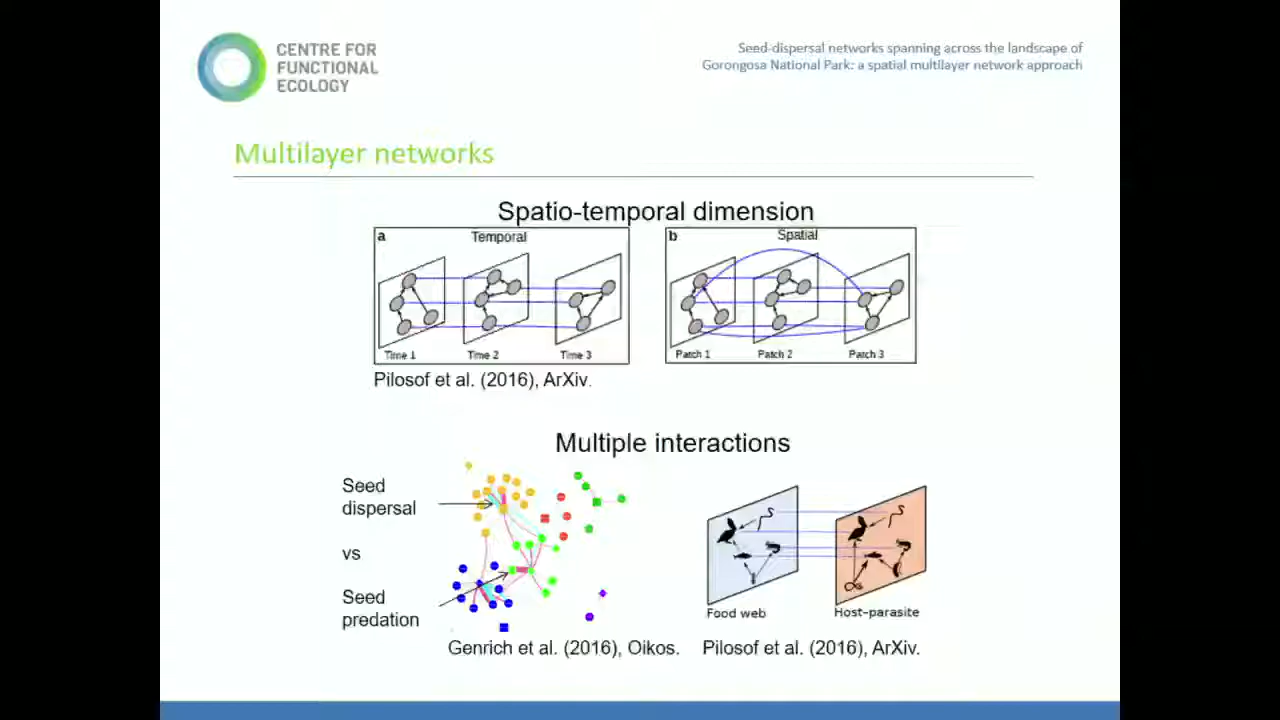 CENTRE FOR
FUNCTIONAL
ECOLOGY
Seed-dispersal networks spanning across the landscape of
Gorongosa National Park: a spatial multilayer network approach
Multilayer networks
Spatio-temporal dimension
a Temporal
Time 1 Time 2 Time 3
b Spatial
Patch 1 Patch 2 Patch 3
Pilosof et al. (2016), ArXiv.
Multiple interactions
Seed
dispersal
vs
Seed
predation
Genrich et al. (2016), Oikos.
Food web Host-parasite
Pilosof et al. (2016), ArXiv.